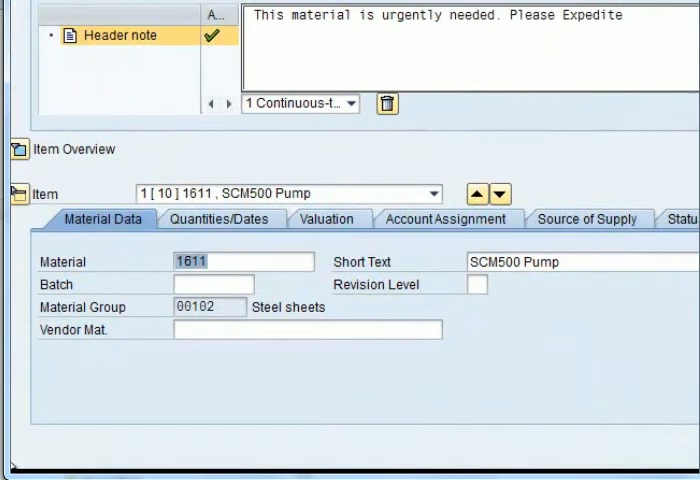 A...
This material is urgently needed. Please Expedite
Header note
1 Continuous-t...
Item Overview
Item 1 [ 10 ] 1611 , SCM500 Pump
Material Data Quantities/Dates Valuation Account Assignment Source of Supply Statu
Material 1611 Short Text SCM500 Pump
Batch Revision Level
Material Group 00102 Steel sheets
Vendor Mat.